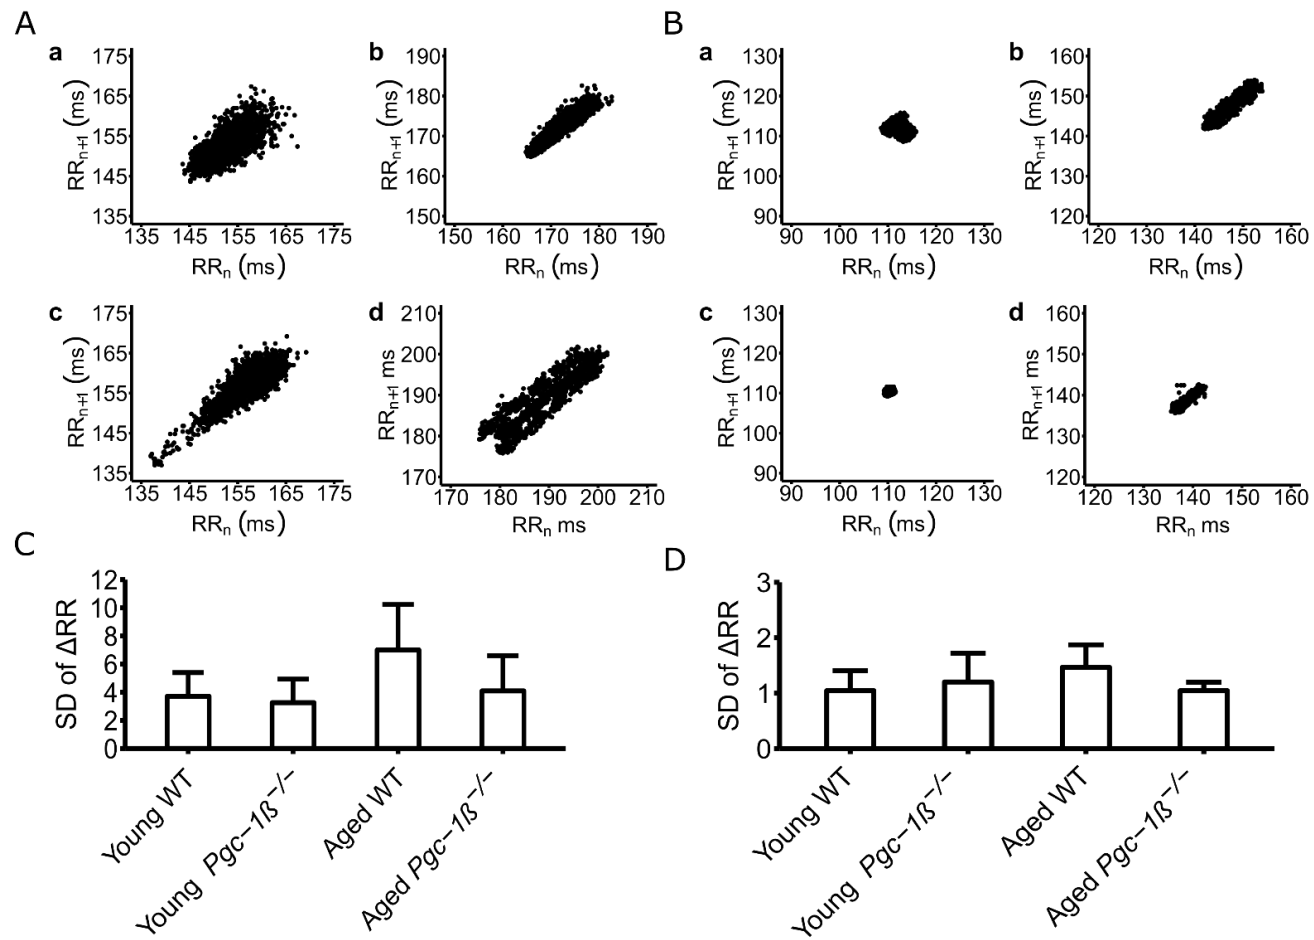 A
B
a
175
165
155
145
135
RRn+1 (ms)
135 145 155 165 175
RRn (ms)
b
190
180
170
160
150
RRn+1 (ms)
150 160 170 180 190
RRn (ms)
a
130
120
110
100
90
RRn+1 (ms)
90 100 110 120 130
RRn (ms)
b
160
150
140
130
120
RRn+1 (ms)
120 130 140 150 160
RRn (ms)
c
175
165
155
145
135
RRn+1 (ms)
135 145 155 165 175
RRn (ms)
d
210
200
190
180
170
RRn+1 ms
170 180 190 200 210
RRn ms
c
130
120
110
100
90
RRn+1 (ms)
90 100 110 120 130
RRn (ms)
d
160
150
140
130
120
RRn+1 ms
120 130 140 150 160
RRn ms
C
12
10
8
6
4
2
0
SD of ΔRR
Young WT
Young Pgc−1ß−/−
Aged WT
Aged Pgc−1ß−/−
D
3
2
1
0
SD of ΔRR
Young WT
Young Pgc−1ß−/−
Aged WT
Aged Pgc−1ß−/−